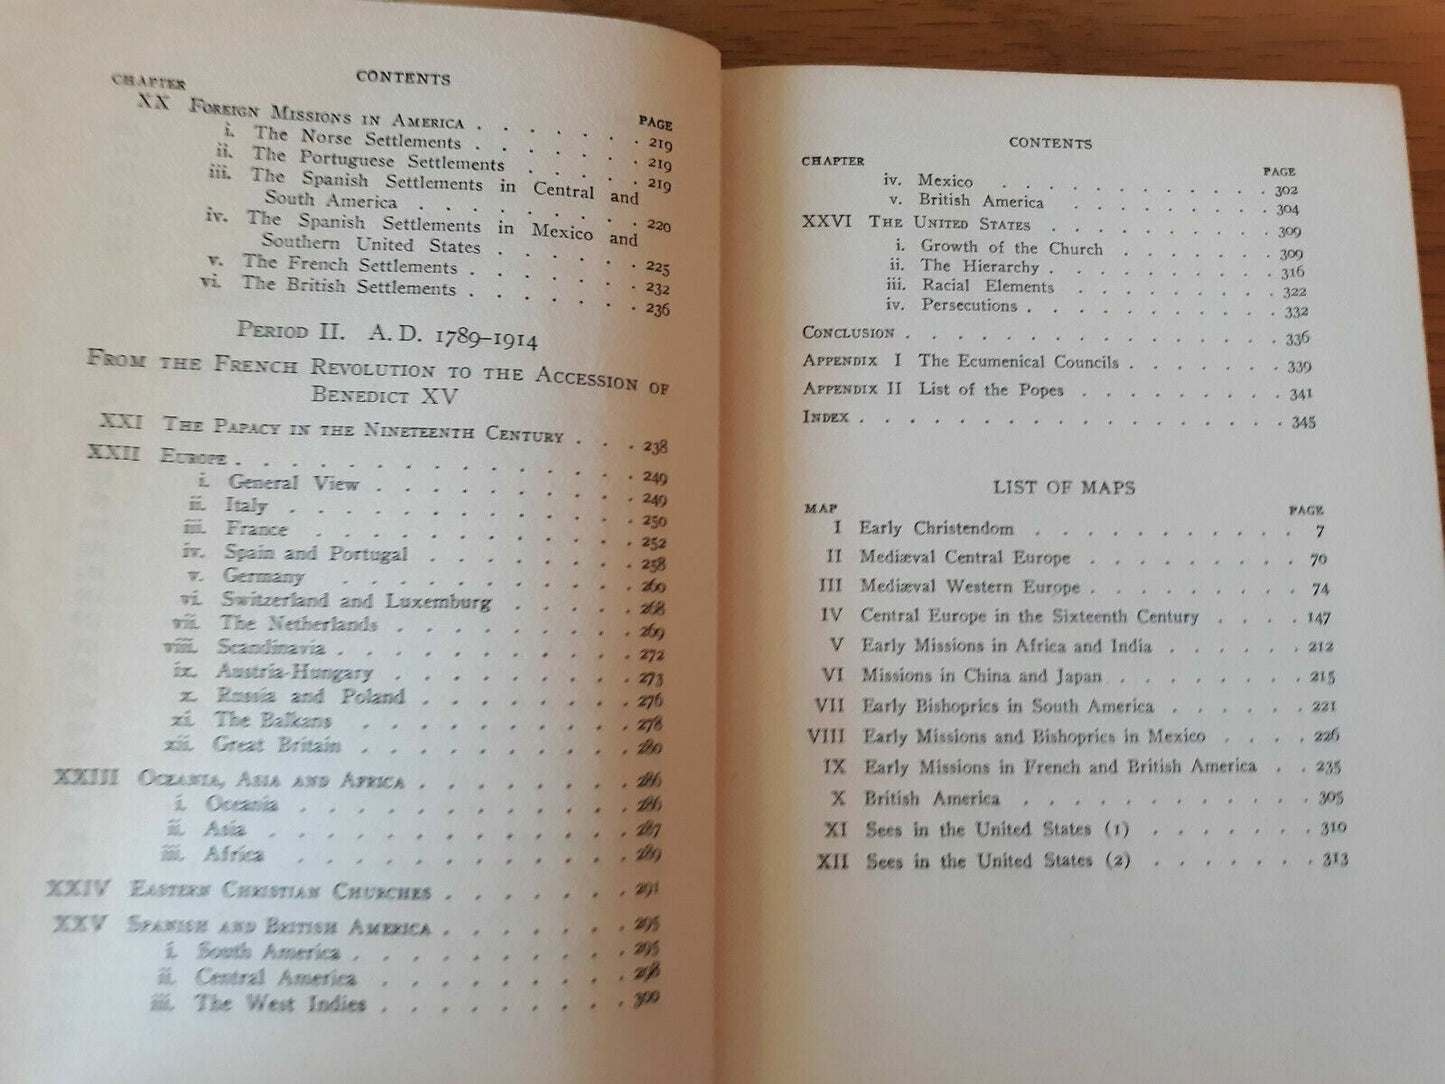 CONTENTS
CHAPTER PAGE
XX Foreign Missions in America . . . . . . . 219
i. The Norse Settlements . . . . . . . 219
ii. The Portuguese Settlements . . . . . . 219
iii. The Spanish Settlements in Central and
South America . . . . . . . . 220
iv. The Spanish Settlements in Mexico and
Southern United States . . . . . . 225
v. The French Settlements . . . . . . . 232
vi. The British Settlements . . . . . . . 236
Period II. A. D. 1789-1914
From the French Revolution to the Accession of
Benedict XV
XXI The Papacy in the Nineteenth Century . . . 238
XXII Europe . . . . . . . . . . . . . . 249
i. General View . . . . . . . . . . 249
ii. Italy . . . . . . . . . . . . . 250
iii. France . . . . . . . . . . . . 252
iv. Spain and Portugal . . . . . . . . 258
v. Germany . . . . . . . . . . . 260
vi. Switzerland and Luxemburg . . . . . 268
vii. The Netherlands . . . . . . . . . 269
viii. Scandinavia . . . . . . . . . . . 272
ix. Austria-Hungary . . . . . . . . . 273
x. Russia and Poland . . . . . . . . 276
xi. The Balkans . . . . . . . . . . 278
xii. Great Britain . . . . . . . . . . 280
XXIII Oceania, Asia and Africa . . . . . . . . 286
i. Oceania . . . . . . . . . . . . 286
ii. Asia . . . . . . . . . . . . . 287
iii. Africa . . . . . . . . . . . . 289
XXIV Eastern Christian Churches . . . . . . . 291
XXV Spanish and British America . . . . . . . 295
i. South America . . . . . . . . . . 295
ii. Central America . . . . . . . . . 298
iii. The West Indies . . . . . . . . . 300
CONTENTS
CHAPTER PAGE
iv. Mexico . . . . . . . . . . . . 302
v. British America . . . . . . . . . 304
XXVI The United States . . . . . . . . . . 309
i. Growth of the Church . . . . . . . 309
ii. The Hierarchy . . . . . . . . . . 316
iii. Racial Elements . . . . . . . . . 322
iv. Persecutions . . . . . . . . . . . 332
Conclusion . . . . . . . . . . . . . . . . 336
Appendix I The Ecumenical Councils . . . . . . . 339
Appendix II List of the Popes . . . . . . . . . 341
Index . . . . . . . . . . . . . . . . . . 345
LIST OF MAPS
MAP PAGE
I Early Christendom . . . . . . . . . . . 7
II Mediæval Central Europe . . . . . . . . . 70
III Mediæval Western Europe . . . . . . . . . 74
IV Central Europe in the Sixteenth Century . . . . 147
V Early Missions in Africa and India . . . . . . 212
VI Missions in China and Japan . . . . . . . . 215
VII Early Bishoprics in South America . . . . . . 221
VIII Early Missions and Bishoprics in Mexico . . . . 226
IX Early Missions in French and British America . . 235
X British America . . . . . . . . . . . . 305
XI Sees in the United States (1) . . . . . . . 310
XII Sees in the United States (2) . . . . . . . 313